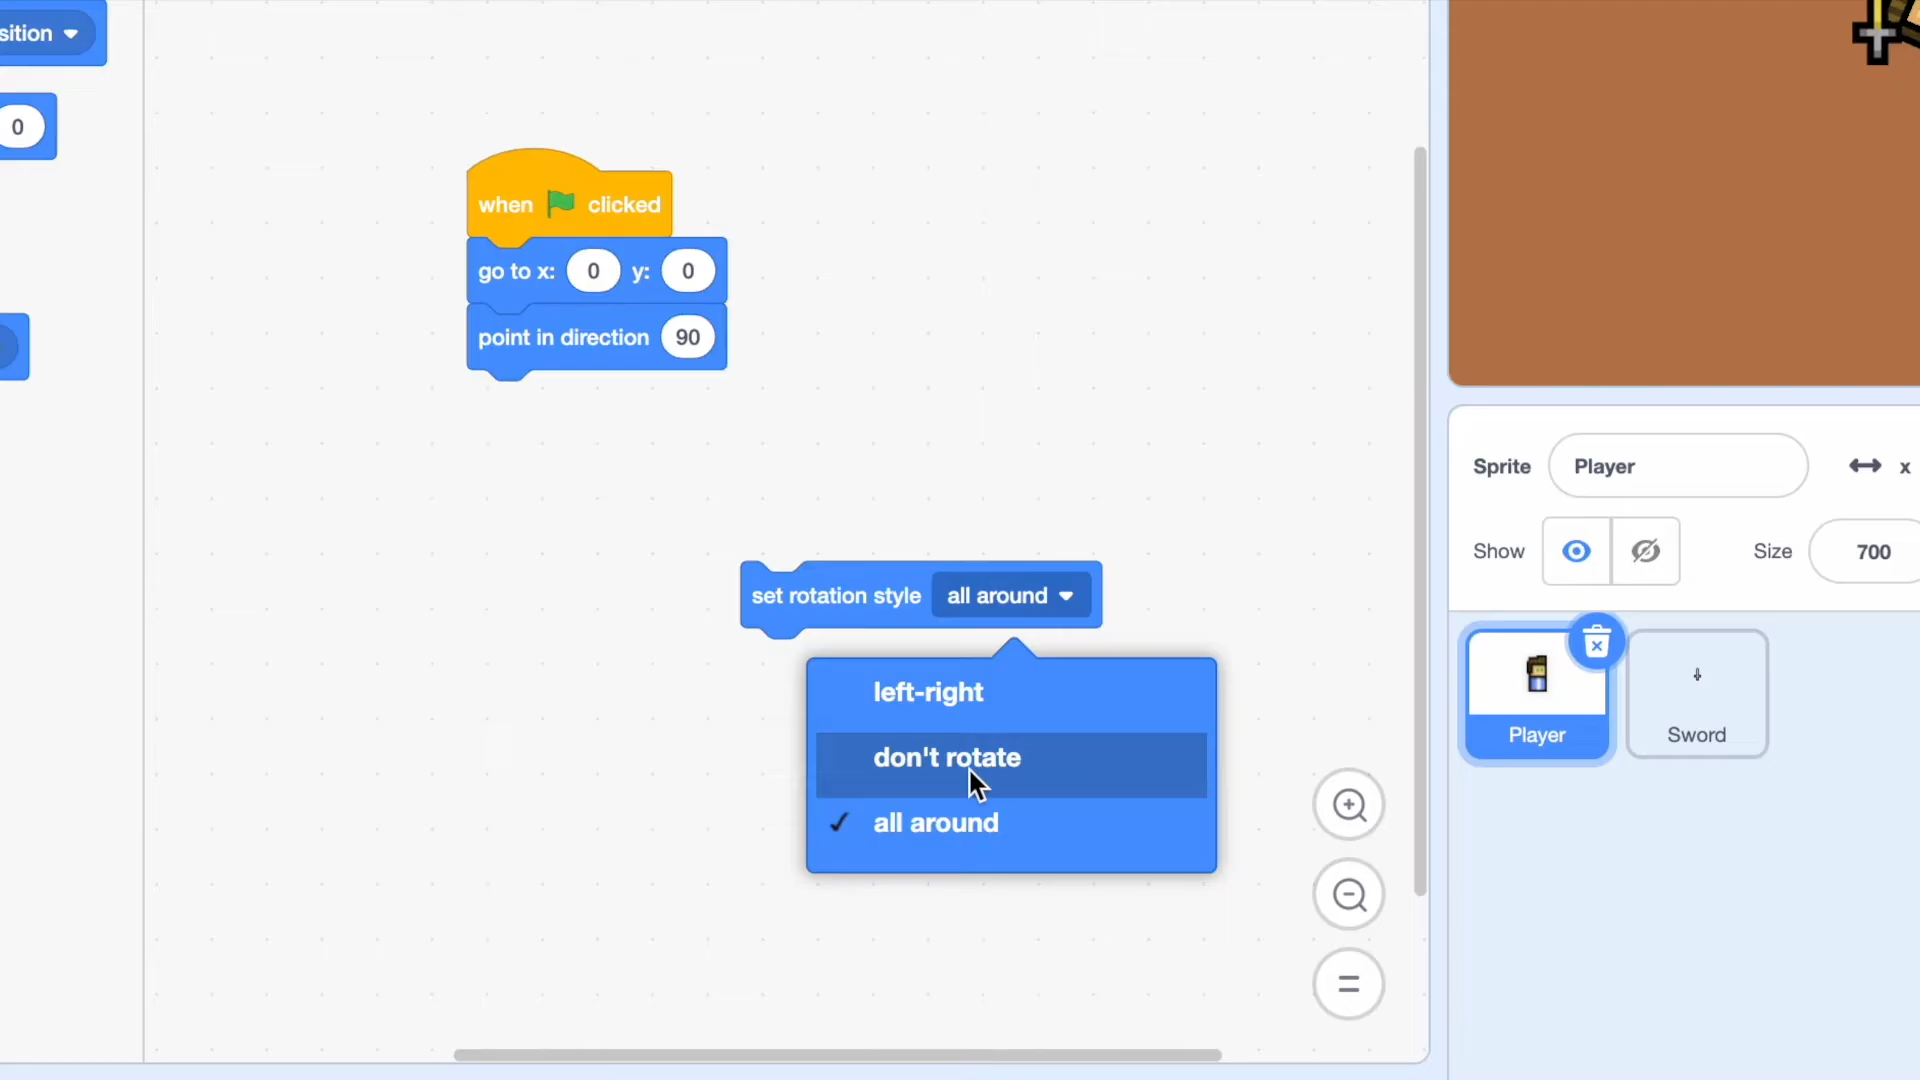 sition
0
when clicked
go to x: 0 y: 0
point in direction 90
set rotation style all around
left-right
don't rotate
✓ all around
Sprite Player x
Show Size 700
Player
Sword